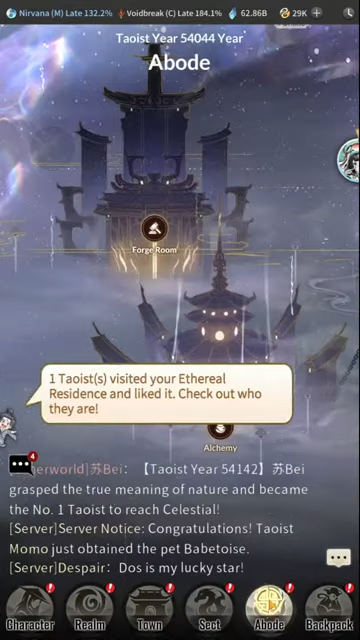 Nirvana (M) Late 132.2% Voidbreak (C) Late 184.1% 62.86B 29K
Taoist Year 54044 Year
Abode
Forge Room
1 Taoist(s) visited your Ethereal
Residence and liked it. Check out who
they are!
Alchemy
4
erworld|苏Bei：【Taoist Year 54142】苏Bei
grasped the true meaning of nature and became
the No. 1 Taoist to reach Celestial!
[Server]Server Notice: Congratulations! Taoist
Momo just obtained the pet Babetoise.
[Server]Despair： Dos is my lucky star!
Character Realm Town Sect Abode Backpack